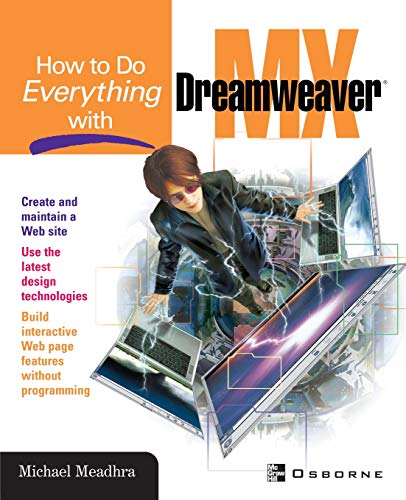 How to Do
Everything
with
MX
Dreamweaver®
Create and
maintain a
Web site
Use the
latest
design
technologies
Build
interactive
Web page
features
without
programming
Michael Meadhra
Mc
Graw
Hill
OSBORNE